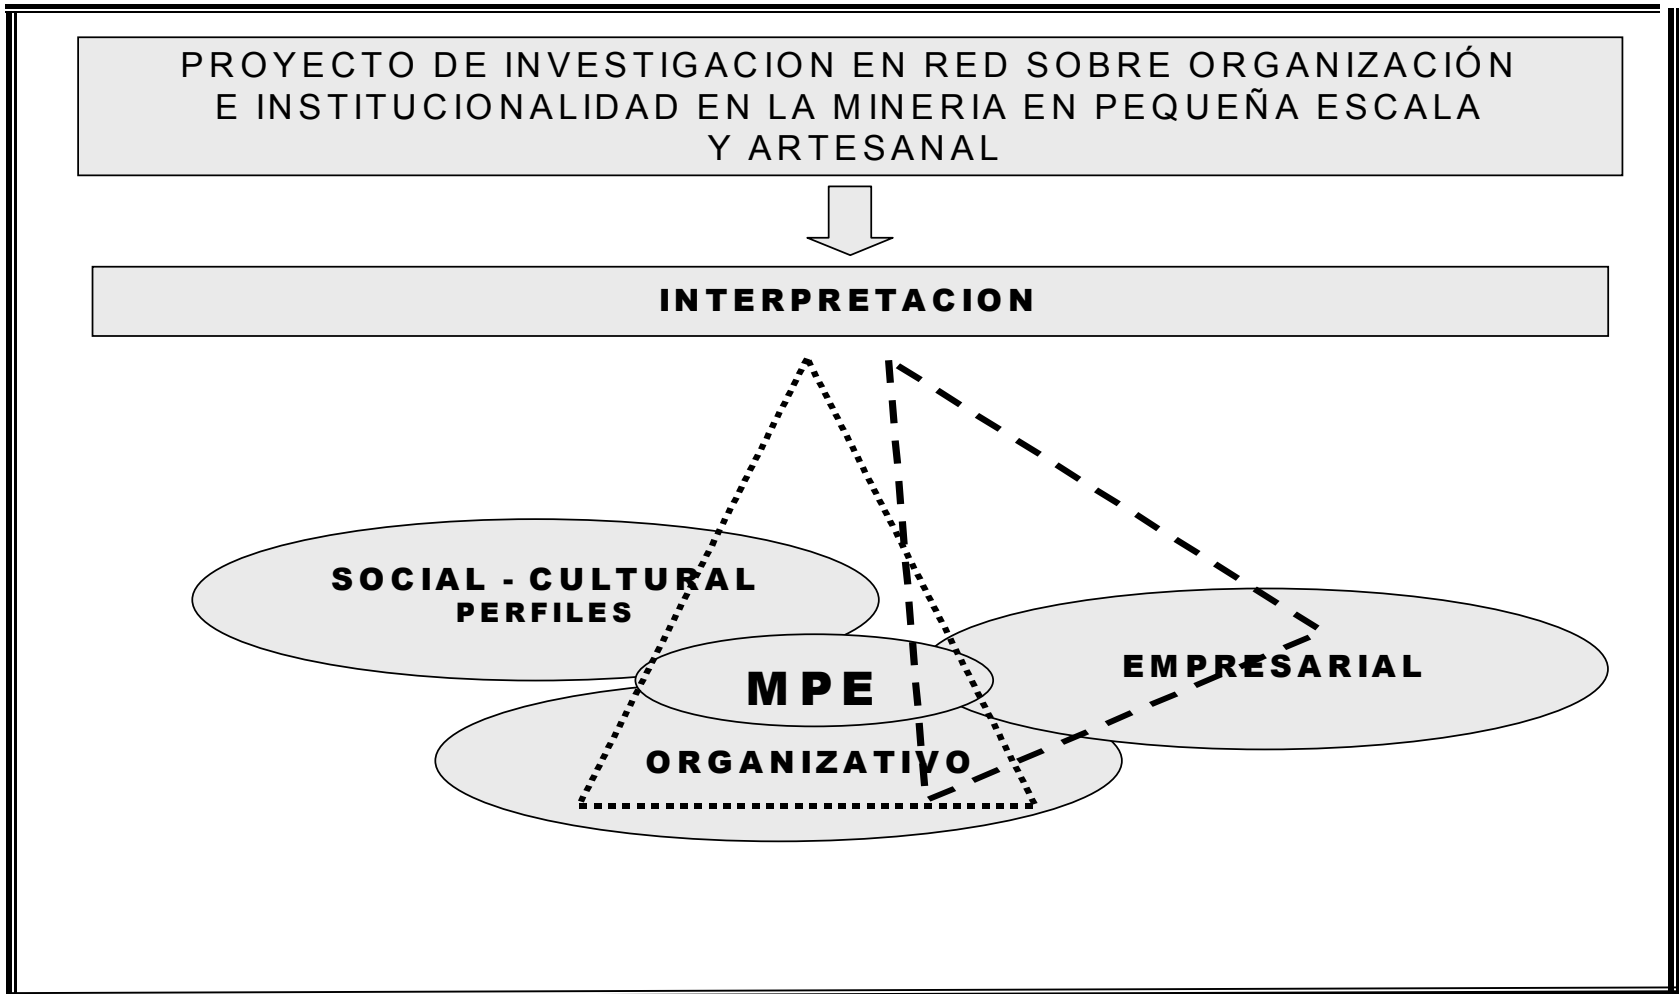 PROYECTO DE INVESTIGACION EN RED SOBRE ORGANIZACIÓN
E INSTITUCIONALIDAD EN LA MINERIA EN PEQUEÑA ESCALA
Y ARTESANAL
INTERPRETACION
SOCIAL - CULTURAL
PERFILES
EMPRESARIAL
MPE
ORGANIZATIVO